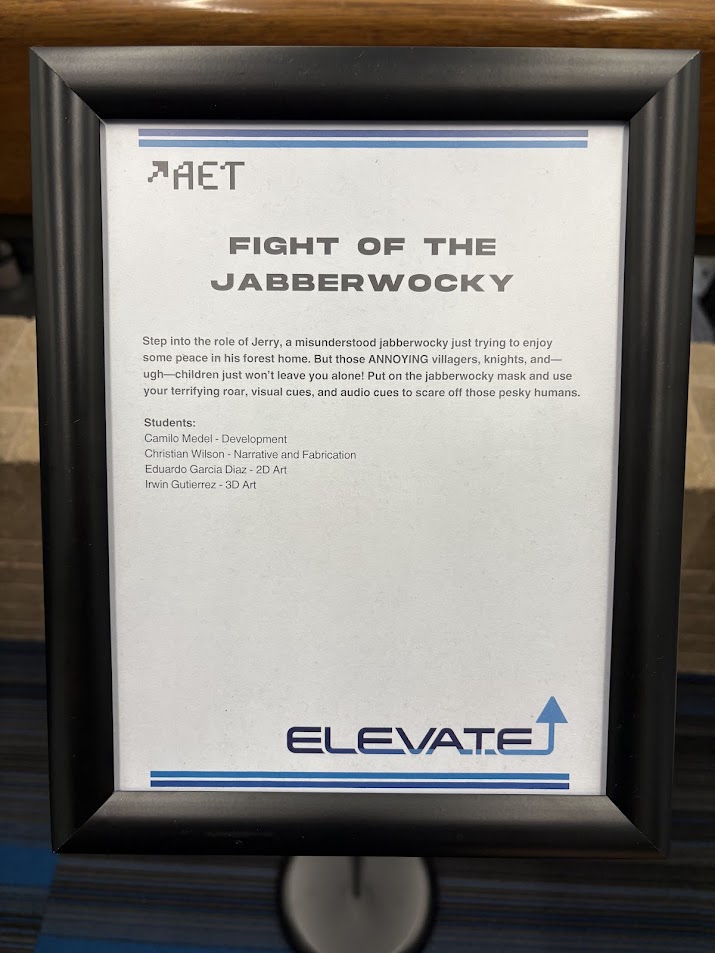 AET
FIGHT OF THE
JABBERWOCKY
Step into the role of Jerry, a misunderstood jabberwocky just trying to enjoy
some peace in his forest home. But those ANNOYING villagers, knights, and—
ugh—children just won't leave you alone! Put on the jabberwocky mask and use
your terrifying roar, visual cues, and audio cues to scare off those pesky humans.
Students:
Camilo Medel - Development
Christian Wilson - Narrative and Fabrication
Eduardo Garcia Diaz - 2D Art
Irwin Gutierrez - 3D Art
ELEVATE